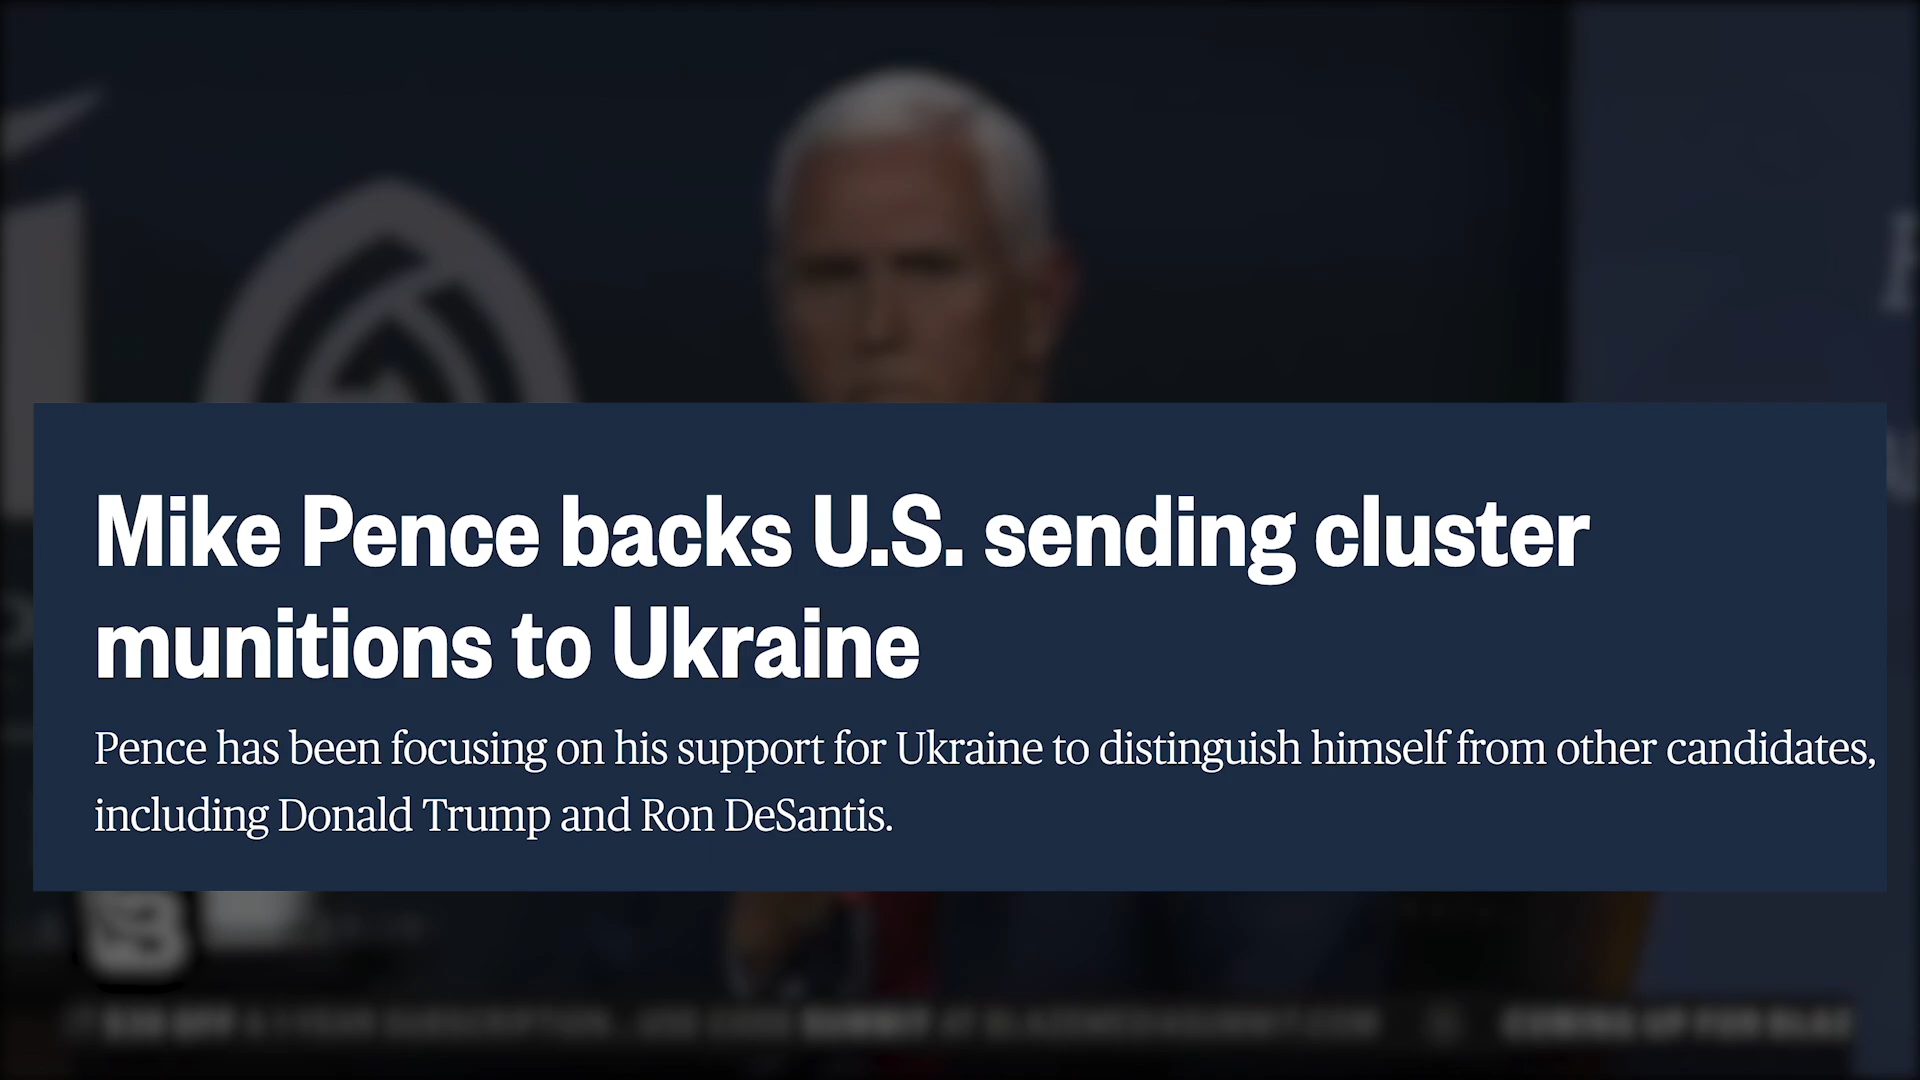 Mike Pence backs U.S. sending cluster
munitions to Ukraine
Pence has been focusing on his support for Ukraine to distinguish himself from other candidates,
including Donald Trump and Ron DeSantis.